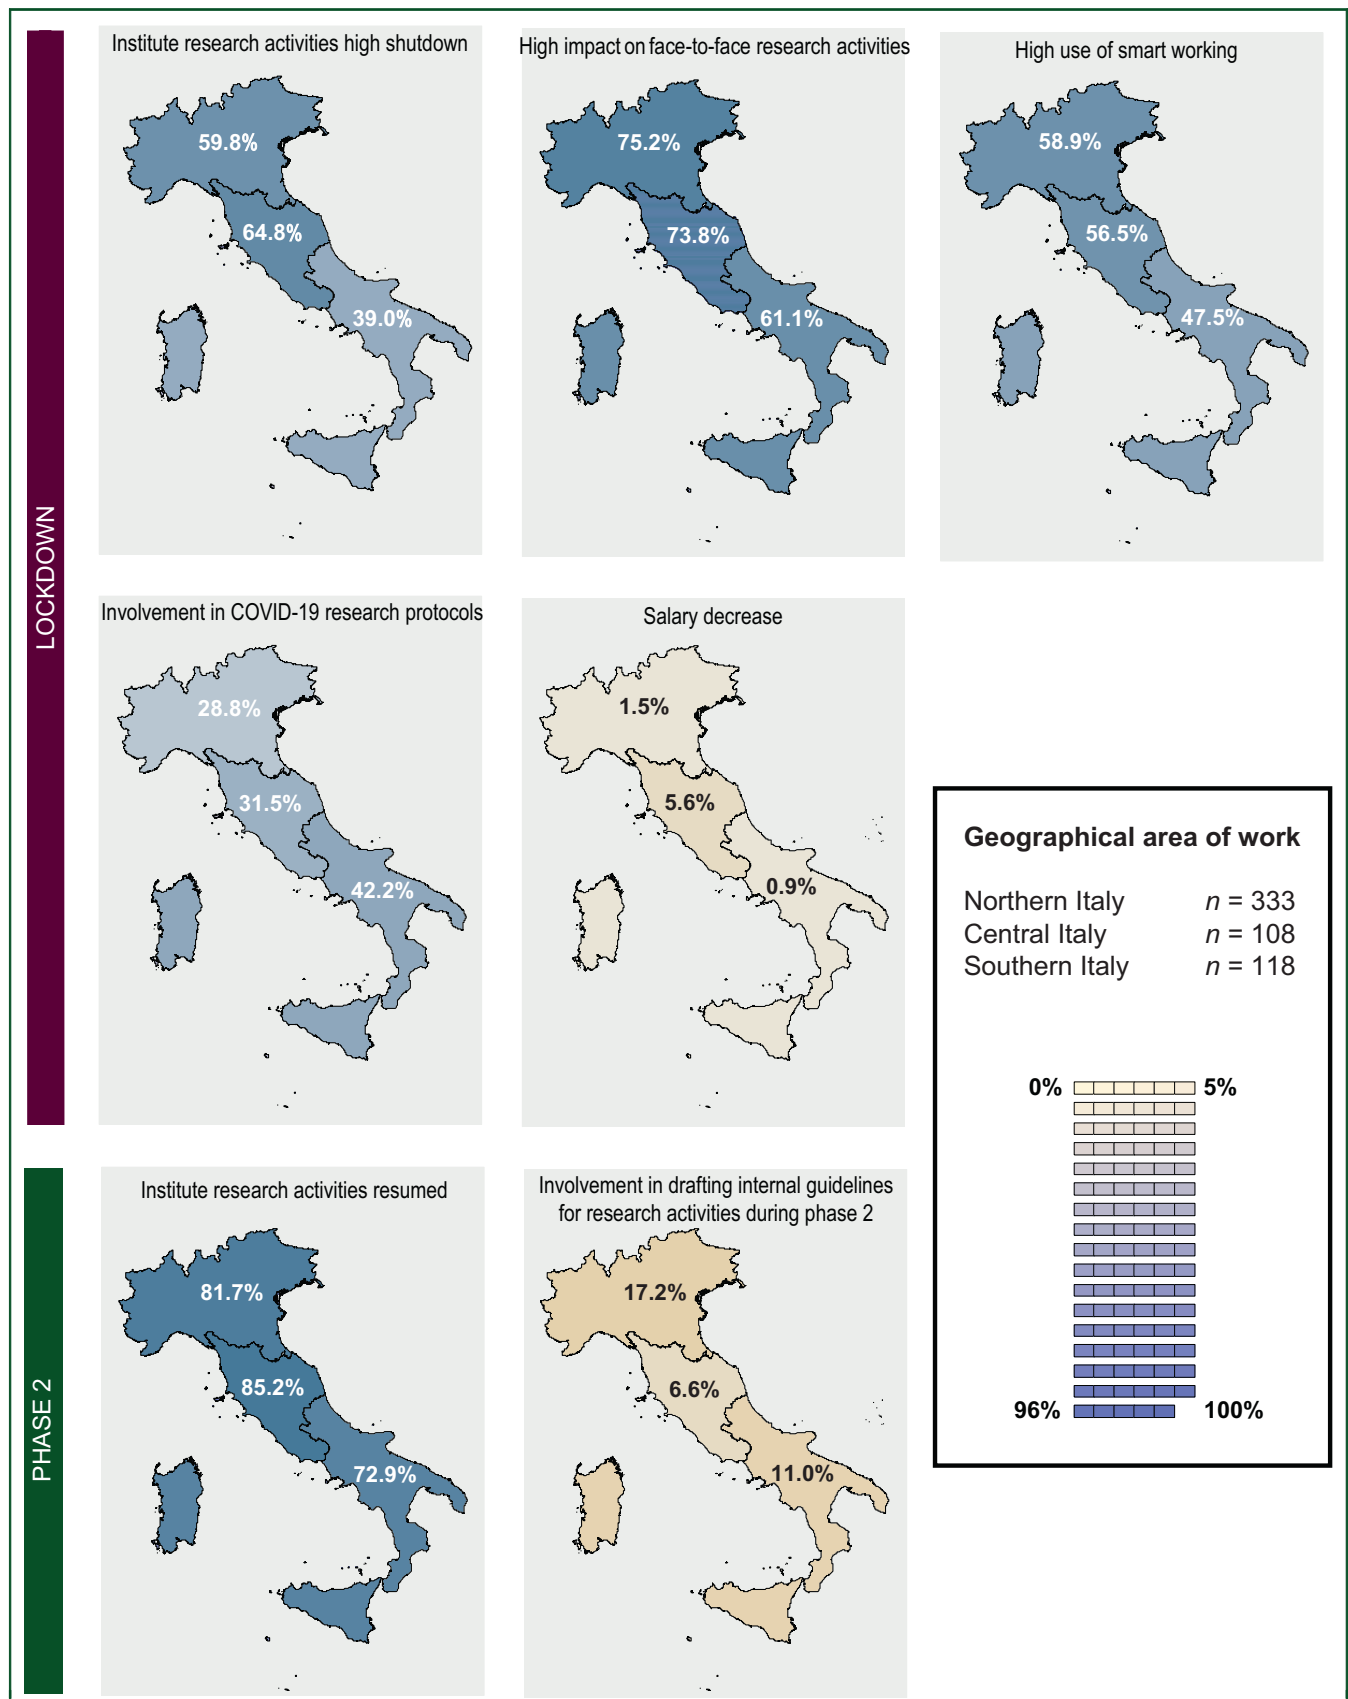 LOCKDOWN
Institute research activities high shutdown
59.8%
64.8%
39.0%
High impact on face-to-face research activities
75.2%
73.8%
61.1%
High use of smart working
58.9%
56.5%
47.5%
Involvement in COVID-19 research protocols
28.8%
31.5%
42.2%
Salary decrease
1.5%
5.6%
0.9%
Geographical area of work
Northern Italy n = 333
Central Italy n = 108
Southern Italy n = 118
0% 5%
96% 100%
PHASE 2
Institute research activities resumed
81.7%
85.2%
72.9%
Involvement in drafting internal guidelines
for research activities during phase 2
17.2%
6.6%
11.0%